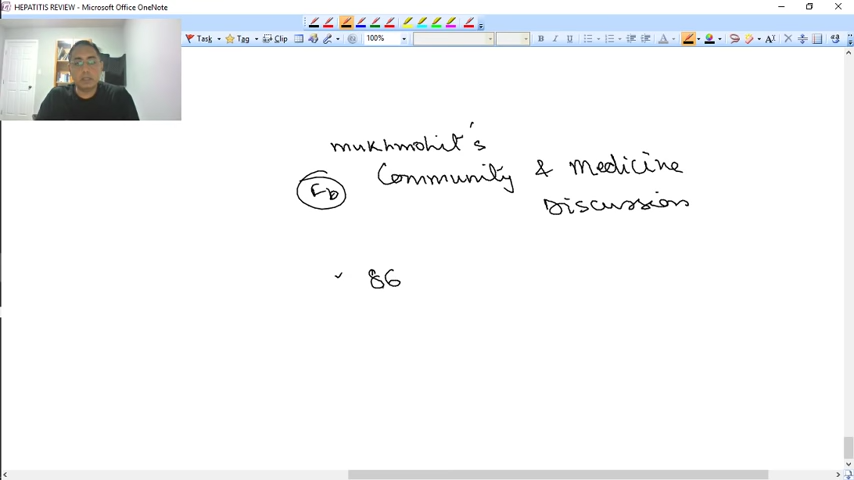 HEPATITIS REVIEW - Microsoft Office OneNote
Task Tag Clip 100%
mukhmohit's
Fb Community & Medicine
Discussion
86